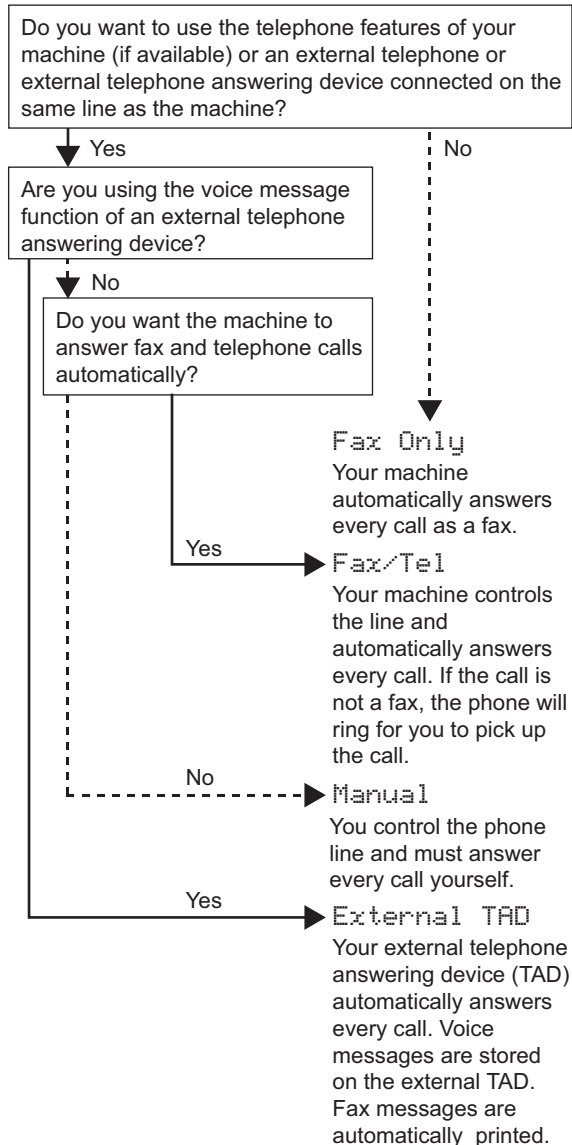 Do you want to use the telephone features of your
machine (if available) or an external telephone or
external telephone answering device connected on the
same line as the machine?
Yes
No
Are you using the voice message
function of an external telephone
answering device?
No
Do you want the machine to
answer fax and telephone calls
automatically?
Fax Only
Your machine
automatically answers
every call as a fax.
Yes
Fax/Tel
Your machine controls
the line and
automatically answers
every call. If the call is
not a fax, the phone will
ring for you to pick up
the call.
No
Manual
You control the phone
line and must answer
every call yourself.
Yes
External TAD
Your external telephone
answering device (TAD)
automatically answers
every call. Voice
messages are stored
on the external TAD.
Fax messages are
automatically printed.